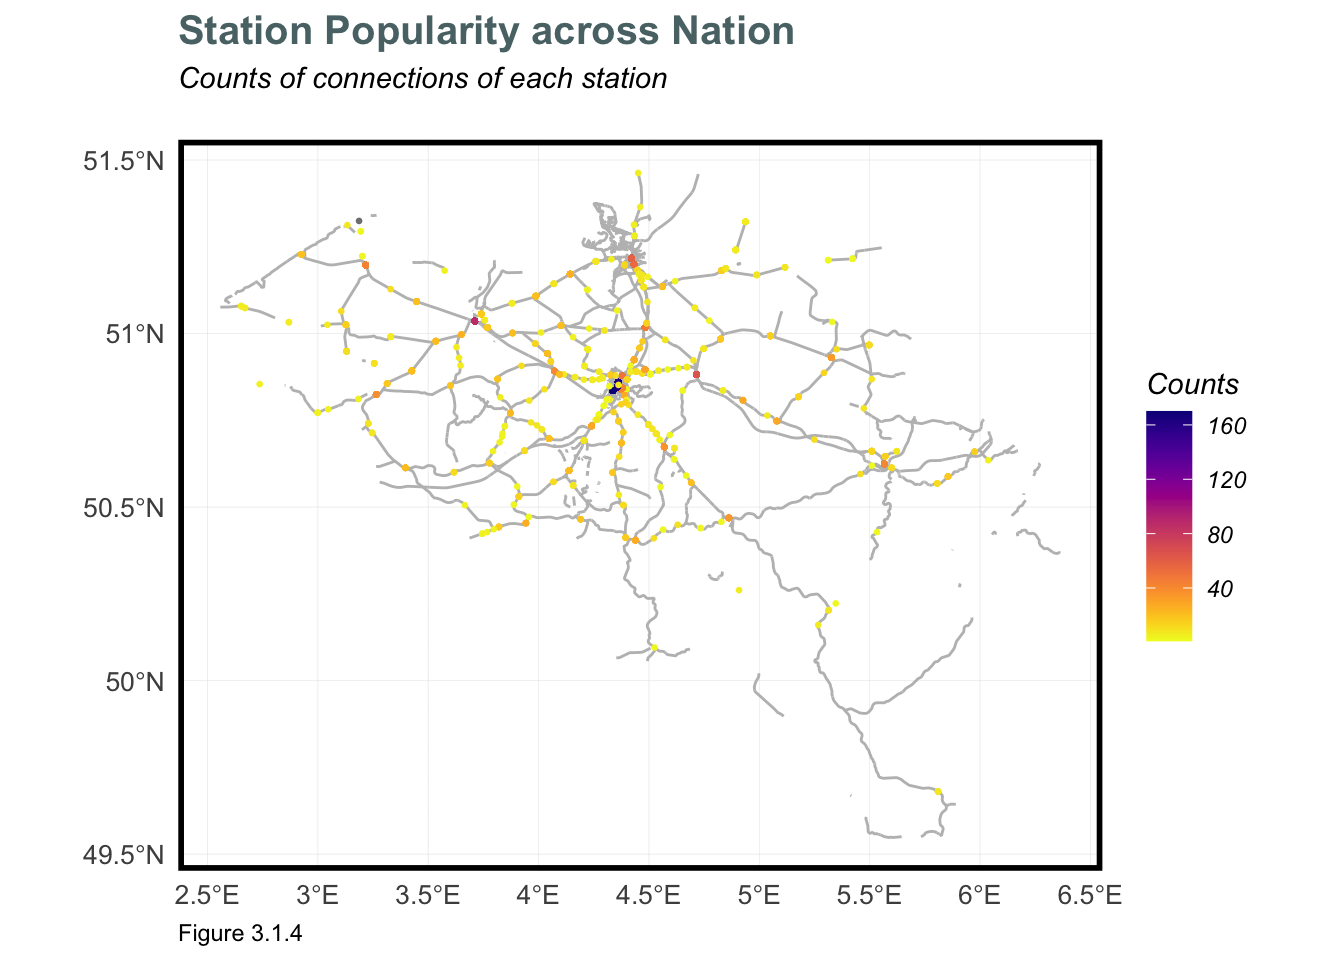 Station Popularity across Nation
Counts of connections of each station
51.5°N
51°N
50.5°N
50°N
49.5°N
2.5°E 3°E 3.5°E 4°E 4.5°E 5°E 5.5°E 6°E 6.5°E
Counts
160
120
80
40
Figure 3.1.4